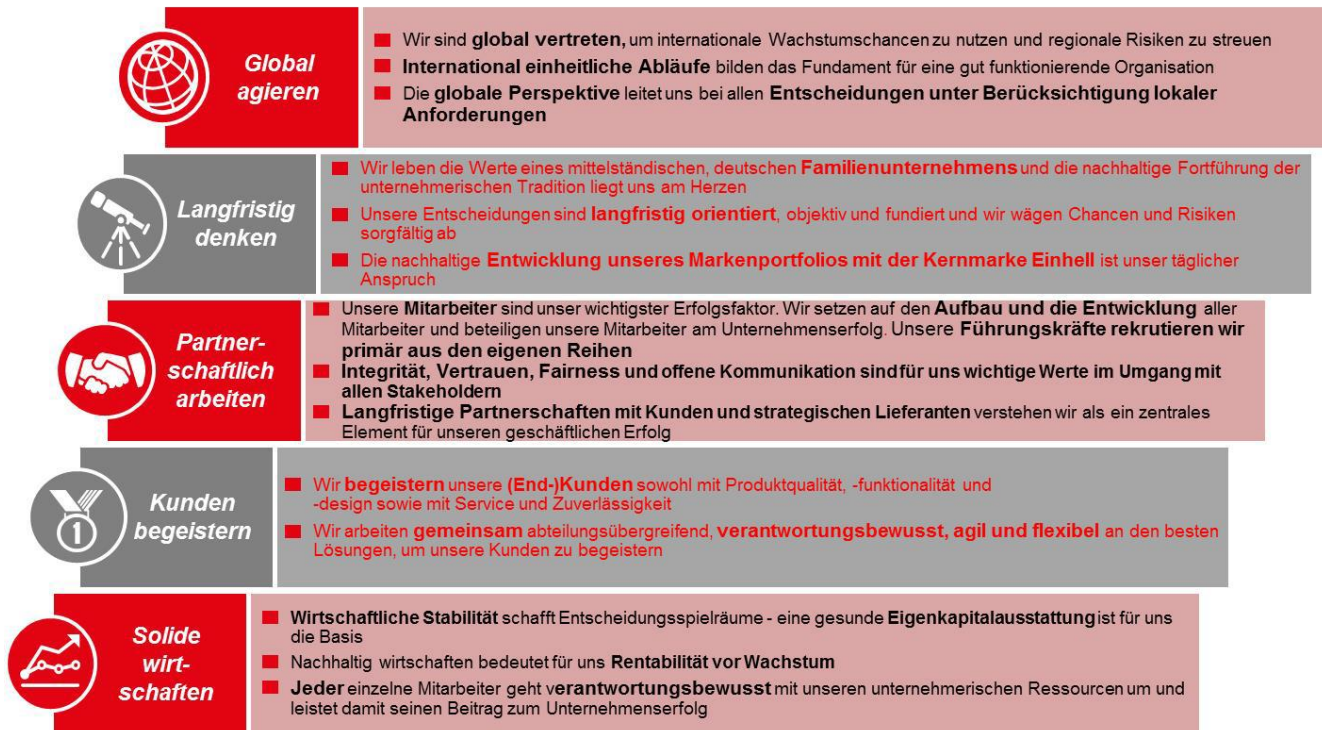 Global
agieren
Wir sind global vertreten, um internationale Wachstumschancen zu nutzen und regionale Risiken zu streuen
International einheitliche Abläufe bilden das Fundament für eine gut funktionierende Organisation
Die globale Perspektive leitet uns bei allen Entscheidungen unter Berücksichtigung lokaler
Anforderungen
Langfristig
denken
Wir leben die Werte eines mittelständischen, deutschen Familienunternehmens und die nachhaltige Fortführung der
unternehmerischen Tradition liegt uns am Herzen
Unsere Entscheidungen sind langfristig orientiert, objektiv und fundiert und wir wägen Chancen und Risiken
sorgfältig ab
Die nachhaltige Entwicklung unseres Markenportfolios mit der Kernmarke Einhell ist unser täglicher
Anspruch
Partner-
schaftlich
arbeiten
Unsere Mitarbeiter sind unser wichtigster Erfolgsfaktor. Wir setzen auf den Aufbau und die Entwicklung aller
Mitarbeiter und beteiligen unsere Mitarbeiter am Unternehmenserfolg. Unsere Führungskräfte rekrutieren wir
primär aus den eigenen Reihen
Integrität, Vertrauen, Fairness und offene Kommunikation sind für uns wichtige Werte im Umgang mit
allen Stakeholdern
Langfristige Partnerschaften mit Kunden und strategischen Lieferanten verstehen wir als ein zentrales
Element für unseren geschäftlichen Erfolg
Kunden
begeistern
1
Wir begeistern unsere (End-)Kunden sowohl mit Produktqualität, -funktionalität und
-design sowie mit Service und Zuverlässigkeit
Wir arbeiten gemeinsam abteilungsübergreifend, verantwortungsbewusst, agil und flexibel an den besten
Lösungen, um unsere Kunden zu begeistern
Solide
wirt-
schaften
Wirtschaftliche Stabilität schafft Entscheidungsspielräume - eine gesunde Eigenkapitalausstattung ist für uns
die Basis
Nachhaltig wirtschaften bedeutet für uns Rentabilität vor Wachstum
Jeder einzelne Mitarbeiter geht verantwortungsbewusst mit unseren unternehmerischen Ressourcen um und
leistet damit seinen Beitrag zum Unternehmenserfolg